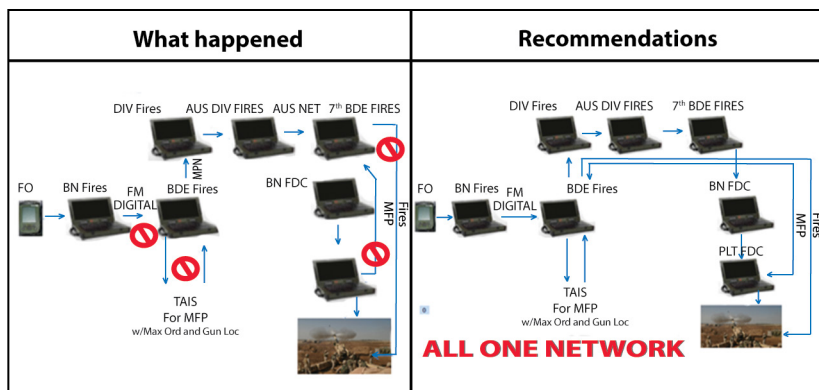 What happened
Recommendations
DIV Fires
AUS DIV FIRES
AUS NET
7th BDE FIRES
MPN
FO
BN Fires
FM
DIGITAL
BDE Fires
BN FDC
Fires
MFP
TAIS
For MFP
w/Max Ord and Gun Loc
DIV Fires
AUS DIV FIRES
7th BDE FIRES
FO
BN Fires
FM
DIGITAL
BDE Fires
BN FDC
PLT FDC
Fires
MFP
TAIS
For MFP
w/Max Ord and Gun Loc
ALL ONE NETWORK